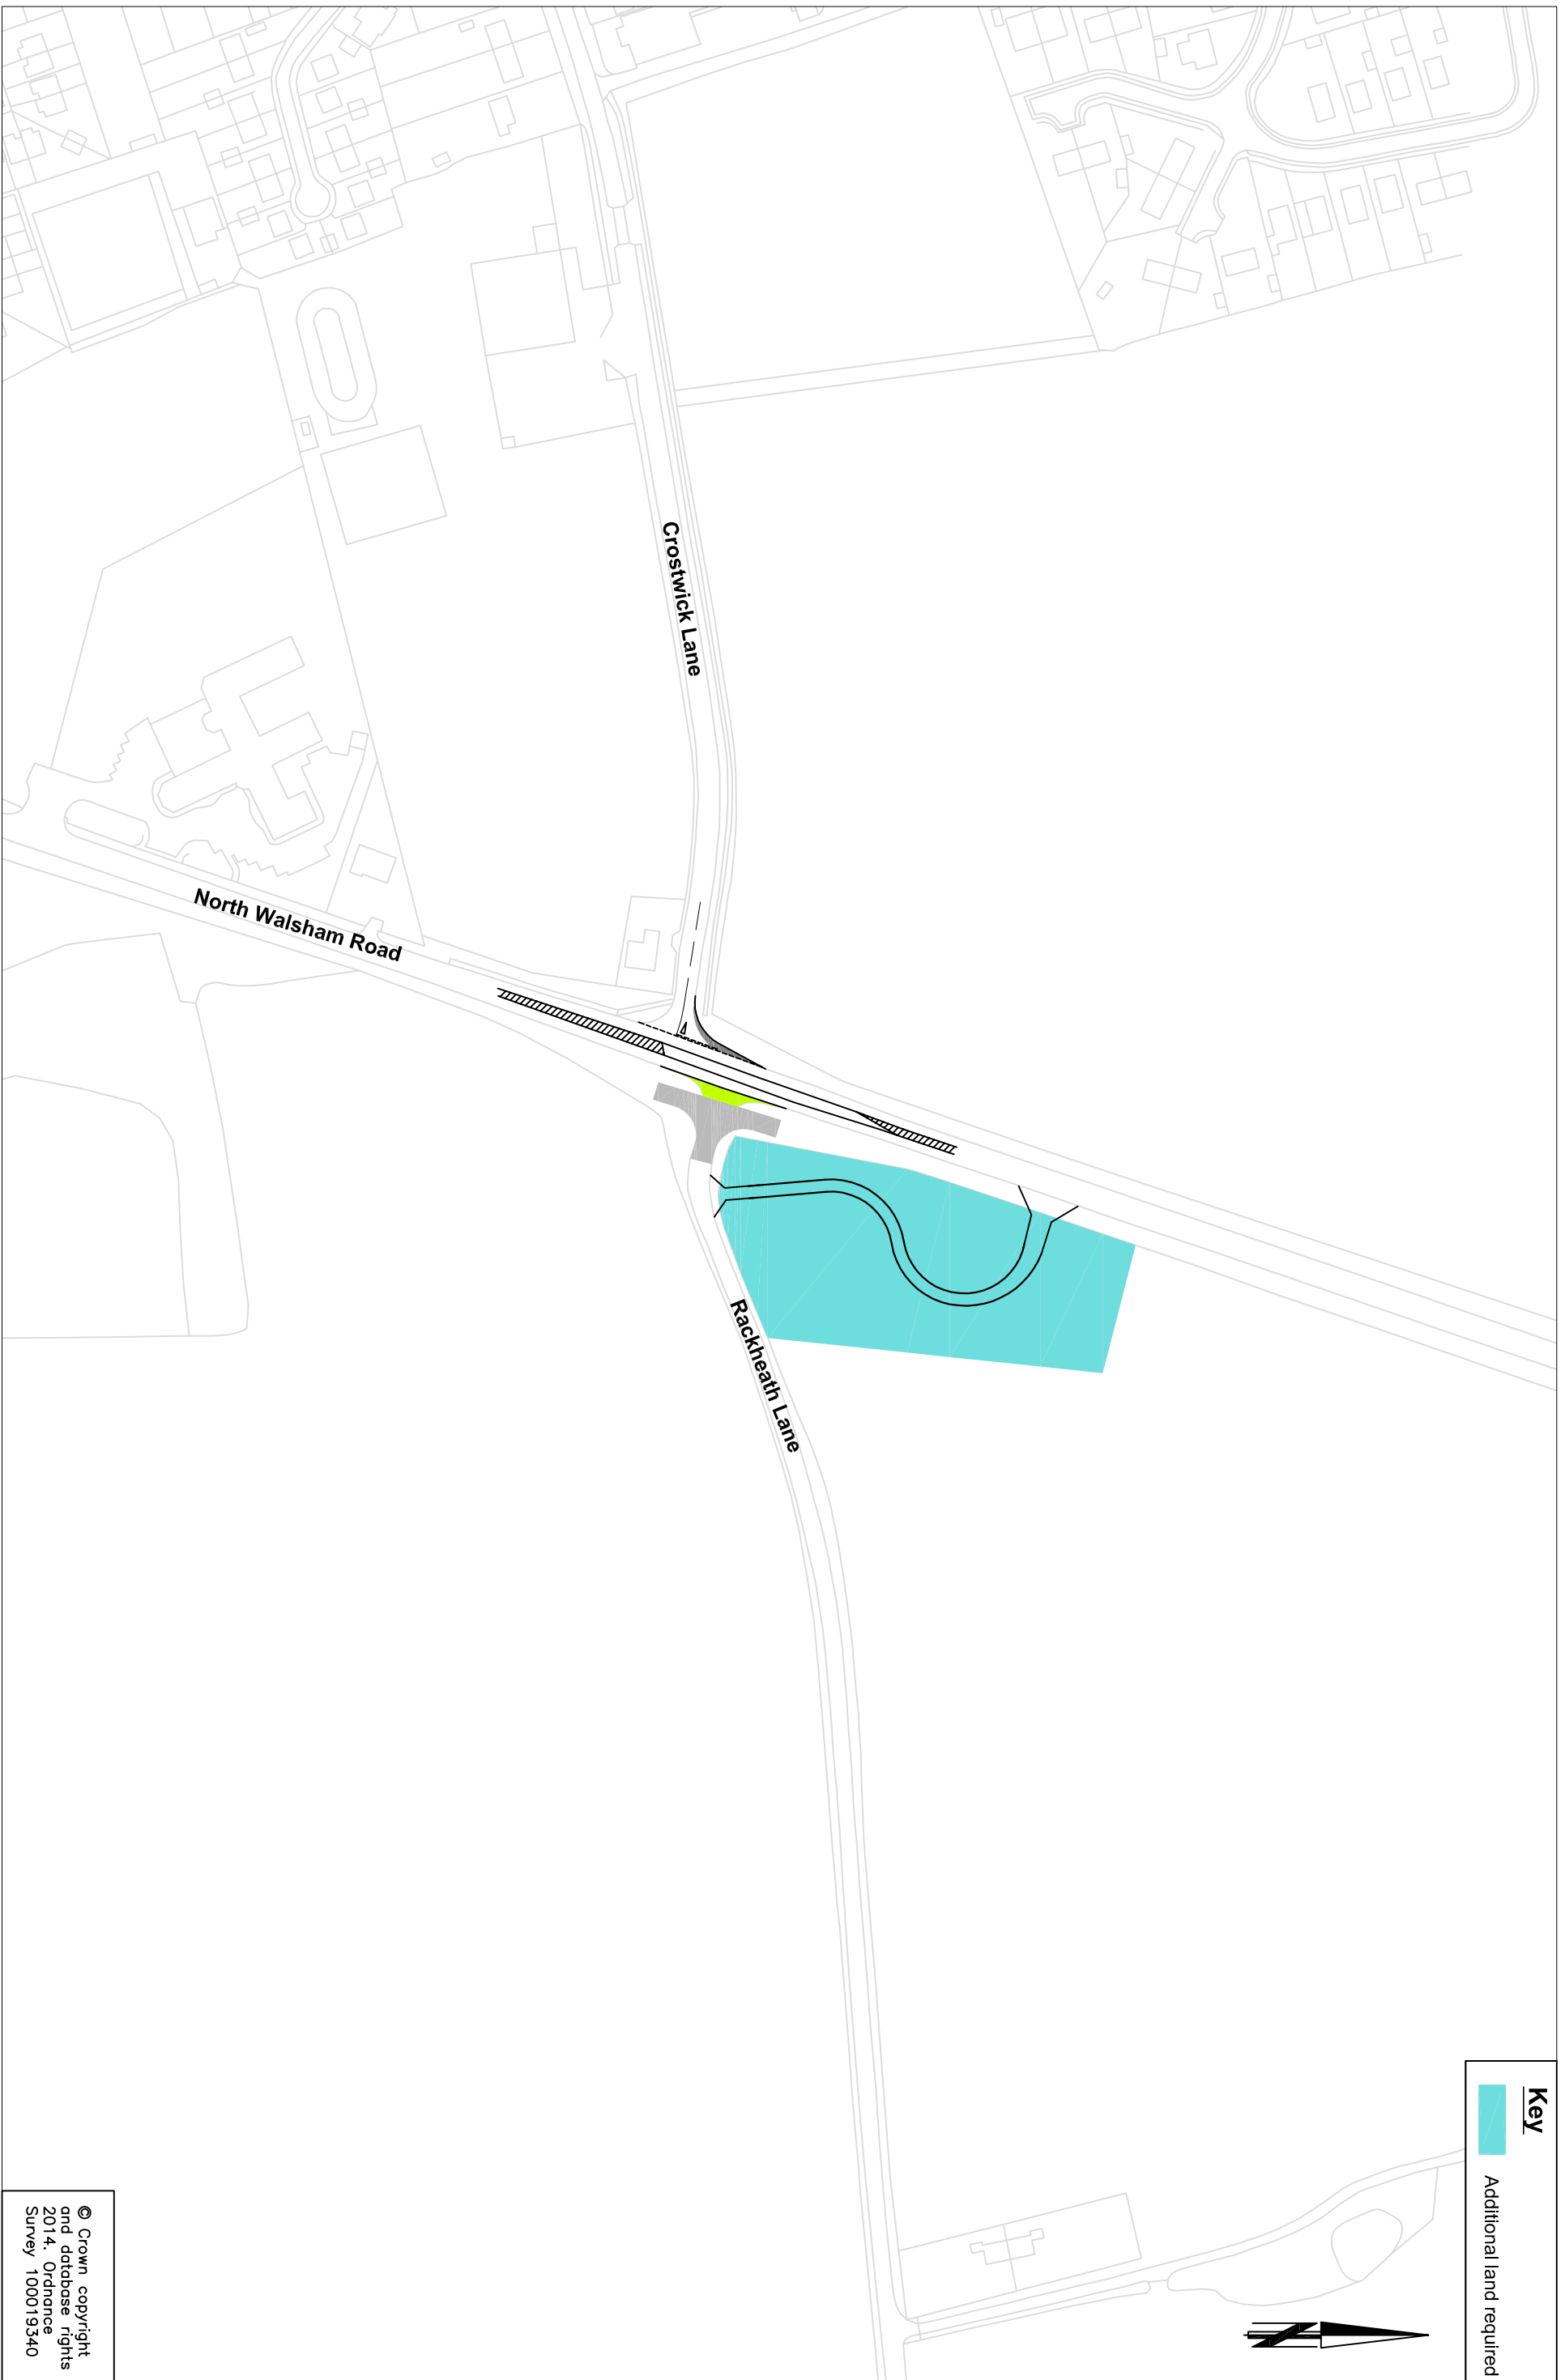 Key
Additional land required
Crostwick Lane
North Walsham Road
Rackheath Lane
N
© Crown copyright
and database rights
2014. Ordnance
Survey 100019340